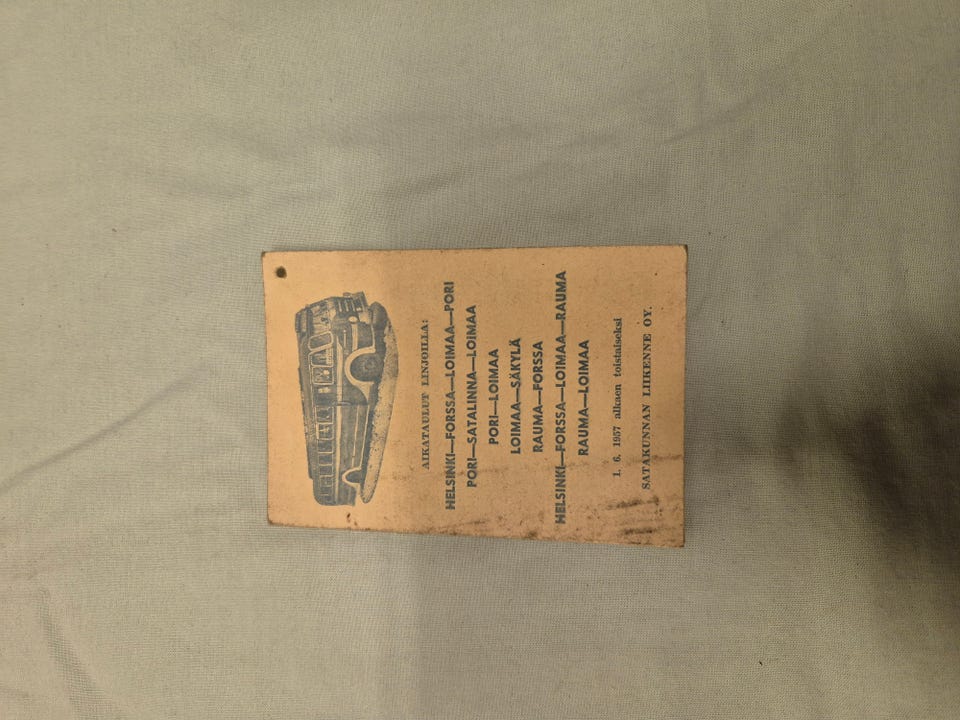 AIKATAULUT LINJOILLA:
HELSINKI—FORSSA—LOIMAA—PORI
PORI—SATALINNA—LOIMAA
PORI—LOIMAA
LOIMAA—SÄKYLÄ
RAUMA—FORSSA
HELSINKI—FORSSA—LOIMAA—RAUMA
RAUMA—LOIMAA
1. 6. 1957 alkaen toistaiseksi
SATAKUNNAN LIIKENNE OY.